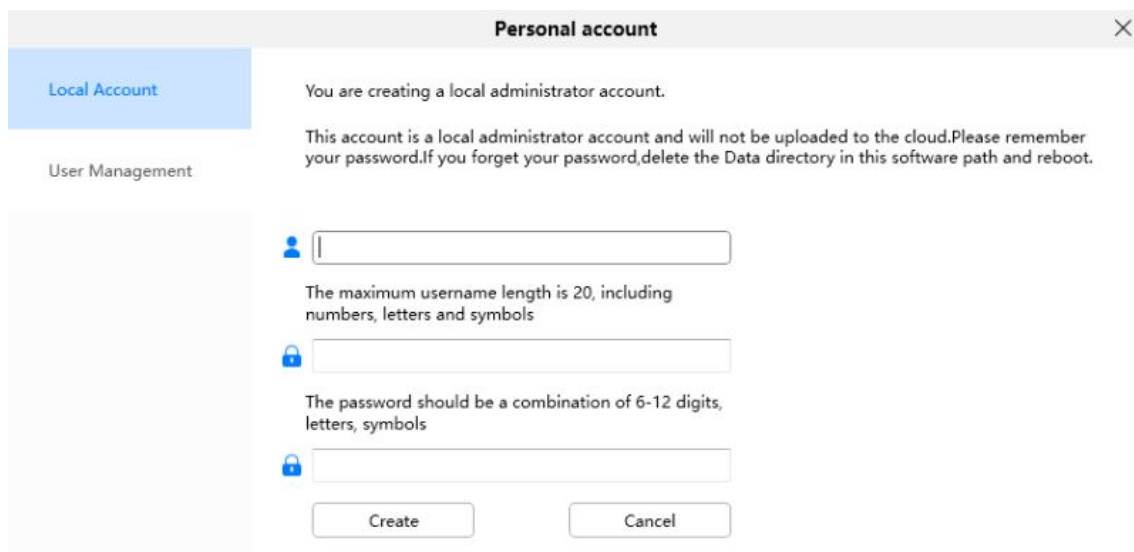 Personal account
Local Account
You are creating a local administrator account.
This account is a local administrator account and will not be uploaded to the cloud.Please remember
your password.If you forget your password,delete the Data directory in this software path and reboot.
User Management
The maximum username length is 20, including
numbers, letters and symbols
The password should be a combination of 6-12 digits,
letters, symbols
Create
Cancel